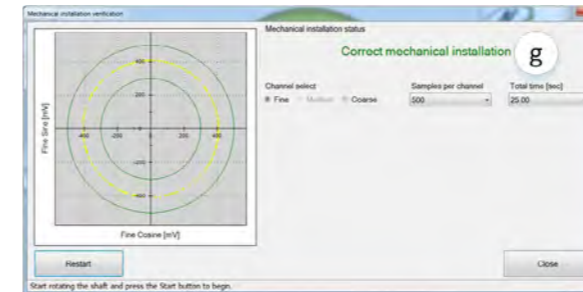 Mechanical installation verification
Mechanical installation status
Correct mechanical installation
g
Channel select
Samples per channel
Total time [sec]
Fine
Medium
Coarse
500
25.00
400
200
-400
-200
0
200
400
-200
-400
Fine Sine [mV]
Fine Cosine [mV]
Restart
Close
Start rotating the shaft and press the Start button to begin.